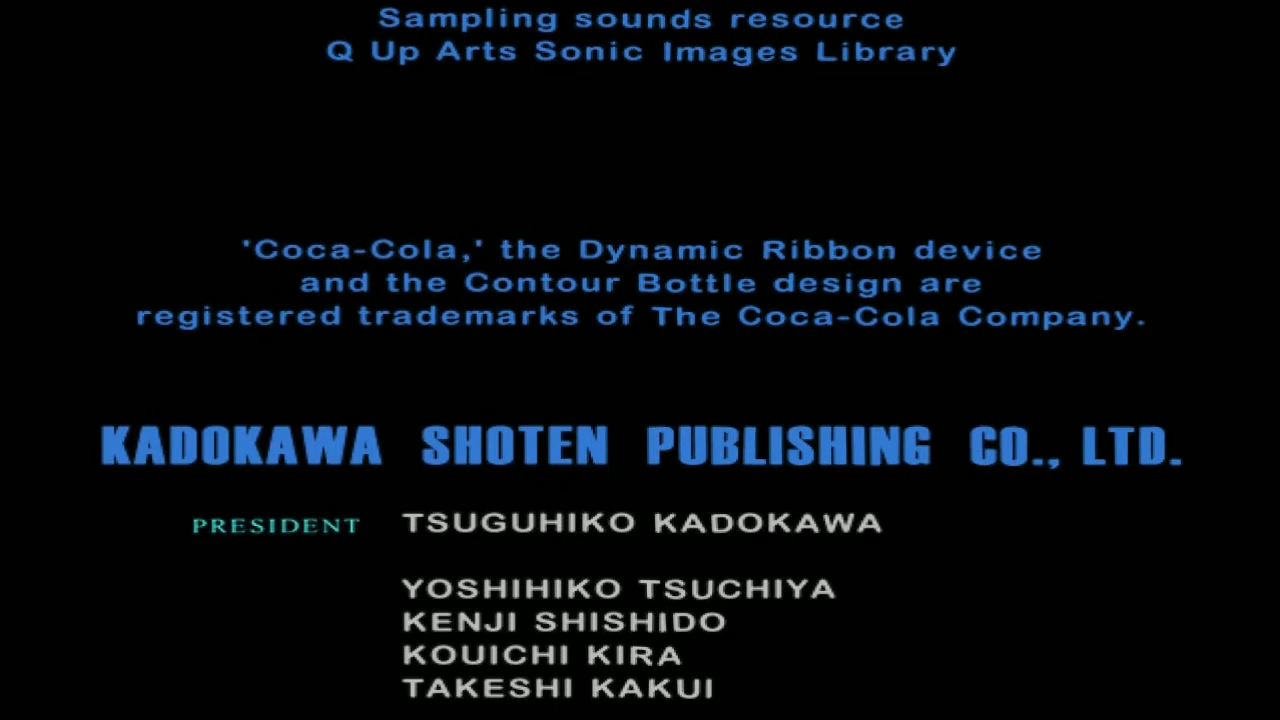 Sampling sounds resource
Q Up Arts Sonic Images Library
'Coca-Cola,' the Dynamic Ribbon device
and the Contour Bottle design are
registered trademarks of The Coca-Cola Company.
KADOKAWA SHOTEN PUBLISHING CO., LTD.
PRESIDENT TSUGUHIKO KADOKAWA
YOSHIHIKO TSUCHIYA
KENJI SHISHIDO
KOUICHI KIRA
TAKESHI KAKUI